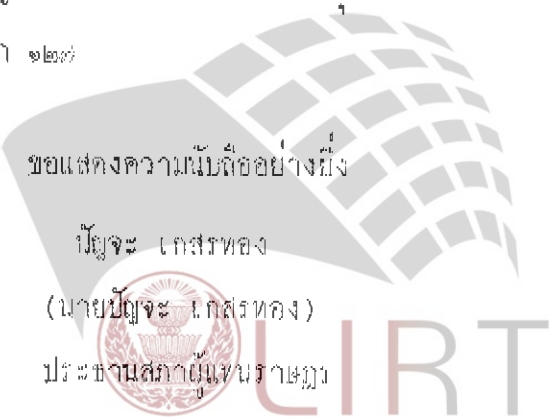 ๑๒๗
ขอแสดงความนับถืออย่างยิ่ง
ปัญจะ เกสรทอง
(นายปัญจะ เกสรทอง)
ประธานสภาผู้แทนราษฎร
LIRT